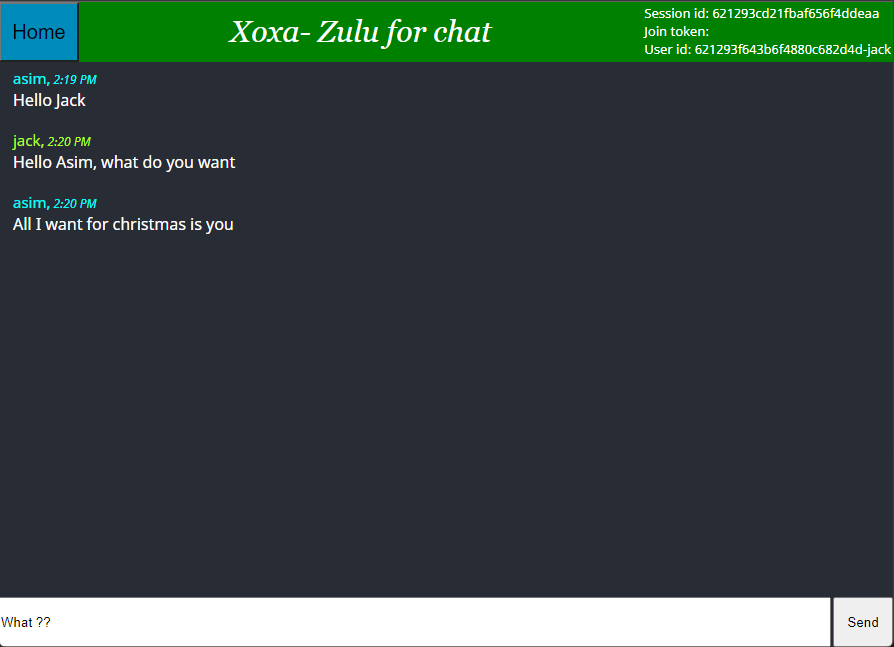 Home
Xoxa- Zulu for chat
Session id: 621293cd21fbaf656f4ddeaa
Join token:
User id: 621293f643b6f4880c682d4d-jack
asim, 2:19 PM
Hello Jack
jack, 2:20 PM
Hello Asim, what do you want
asim, 2:20 PM
All I want for christmas is you
What ??
Send